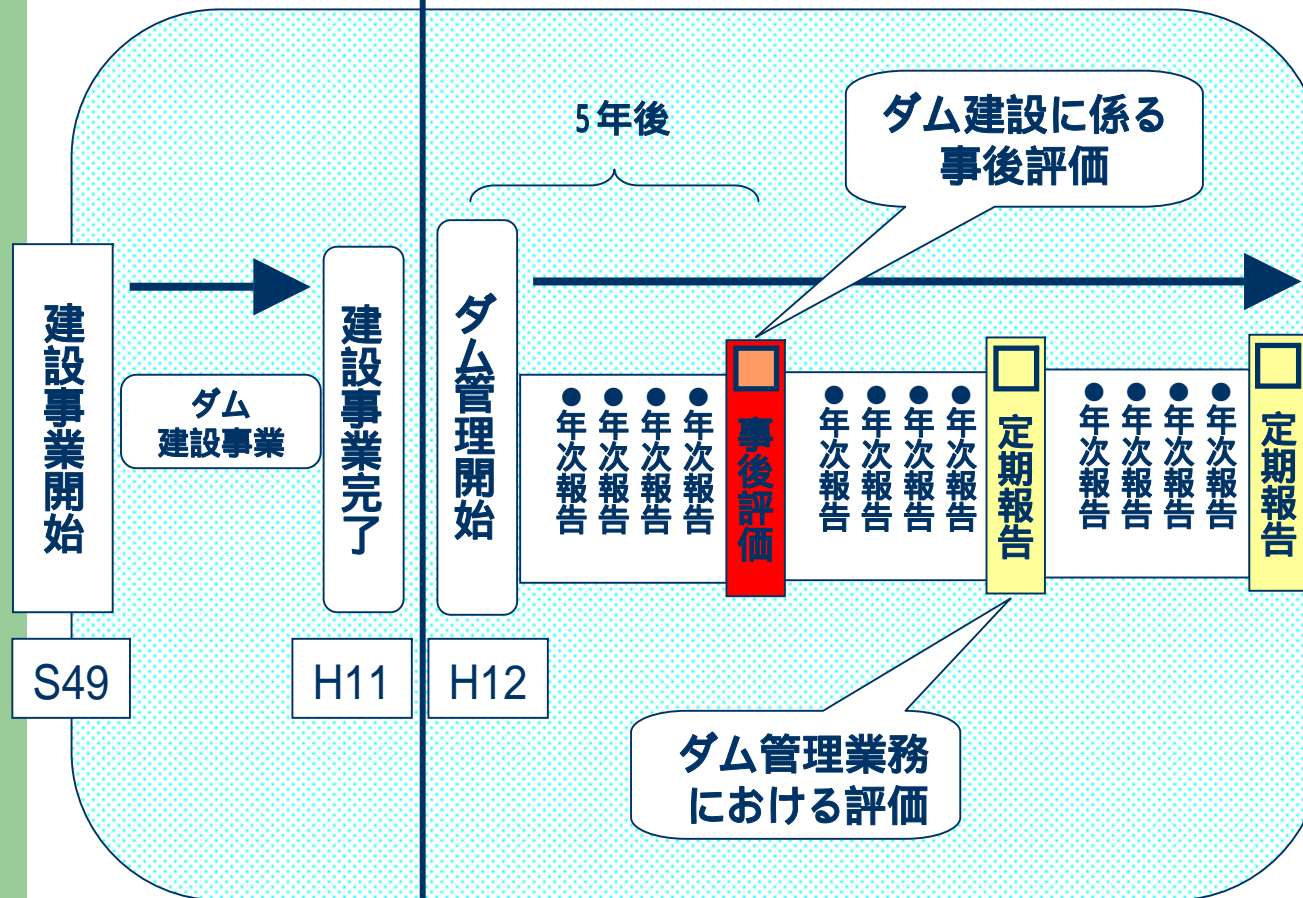 5年後
ダム建設に係る
事後評価
建設事業開始
ダム
建設事業
建設事業完了
ダム管理開始
●年次報告
●年次報告
●年次報告
●年次報告
事後評価
●年次報告
●年次報告
●年次報告
●年次報告
定期報告
●年次報告
●年次報告
●年次報告
●年次報告
定期報告
S49
H11
H12
ダム管理業務
における評価